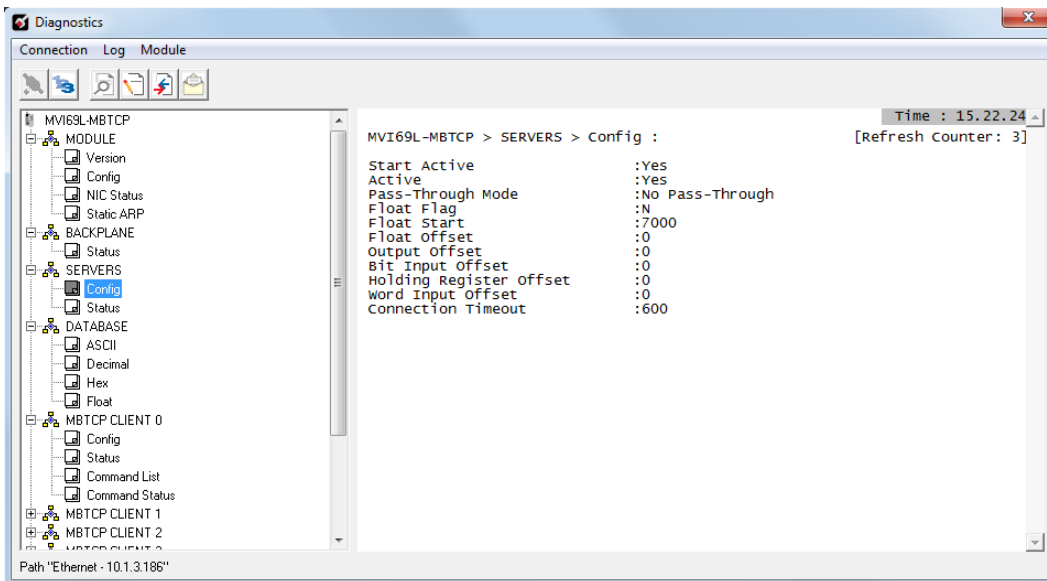 Diagnostics
x
Connection Log Module
MVI69L-MBTCP
MODULE
Version
Config
NIC Status
Static ARP
BACKPLANE
Status
SERVERS
Config
Status
DATABASE
ASCII
Decimal
Hex
Float
MBTCP CLIENT 0
Config
Status
Command List
Command Status
MBTCP CLIENT 1
MBTCP CLIENT 2
Time : 15.22.24
MVI69L-MBTCP > SERVERS > Config : [Refresh Counter: 3]
Start Active :Yes
Active :Yes
Pass-Through Mode :No Pass-Through
Float Flag :N
Float Start :7000
Float Offset :0
Output Offset :0
Bit Input Offset :0
Holding Register Offset :0
Word Input Offset :0
Connection Timeout :600
Path "Ethernet - 10.1.3.186"